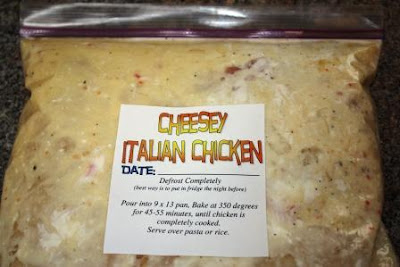 CHEESEY
ITALIAN CHICKEN
DATE:
Defrost Completely
(best way is to put in fridge the night before)
Pour into 9 x 13 pan, Bake at 350 degrees
for 45-55 minutes, until chicken is
completely cooked.
Serve over pasta or rice.